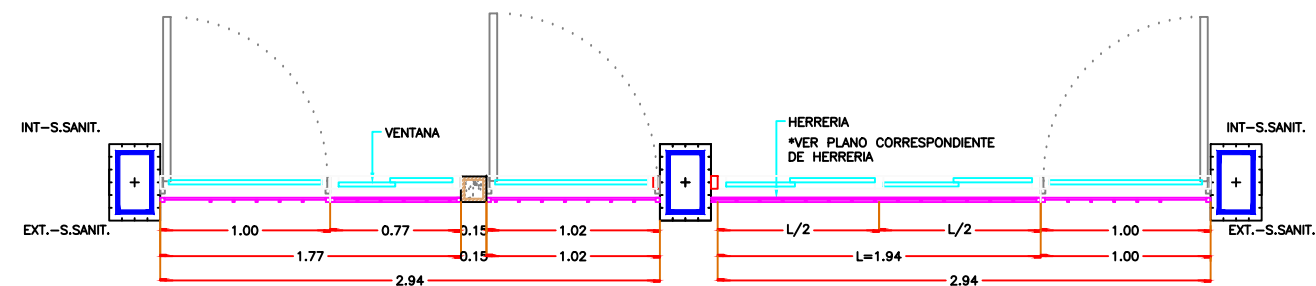 INT-S.SANIT.
VENTANA
HERRERIA
*VER PLANO CORRESPONDIENTE
DE HERRERIA
INT-S.SANIT.
EXT.-S.SANIT.
EXT.-S.SANIT.
1.00
0.77
0.15
1.02
L/2
L/2
1.00
1.77
0.15
1.02
L=1.94
1.00
2.94
2.94